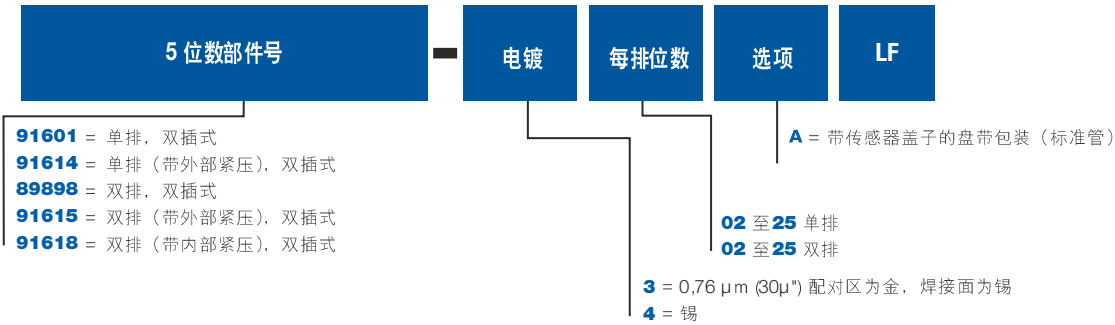 5 位数部件号 - 电镀 每排位数 选项 LF
91601 = 单排，双插式
91614 = 单排（带外部紧压），双插式
89898 = 双排，双插式
91615 = 双排（带外部紧压），双插式
91618 = 双排（带内部紧压），双插式
A = 带传感器盖子的盘带包装（标准管）
02 至25 单排
02 至25 双排
3 = 0,76 µm (30µ") 配对区为金，焊接面为锡
4 = 锡